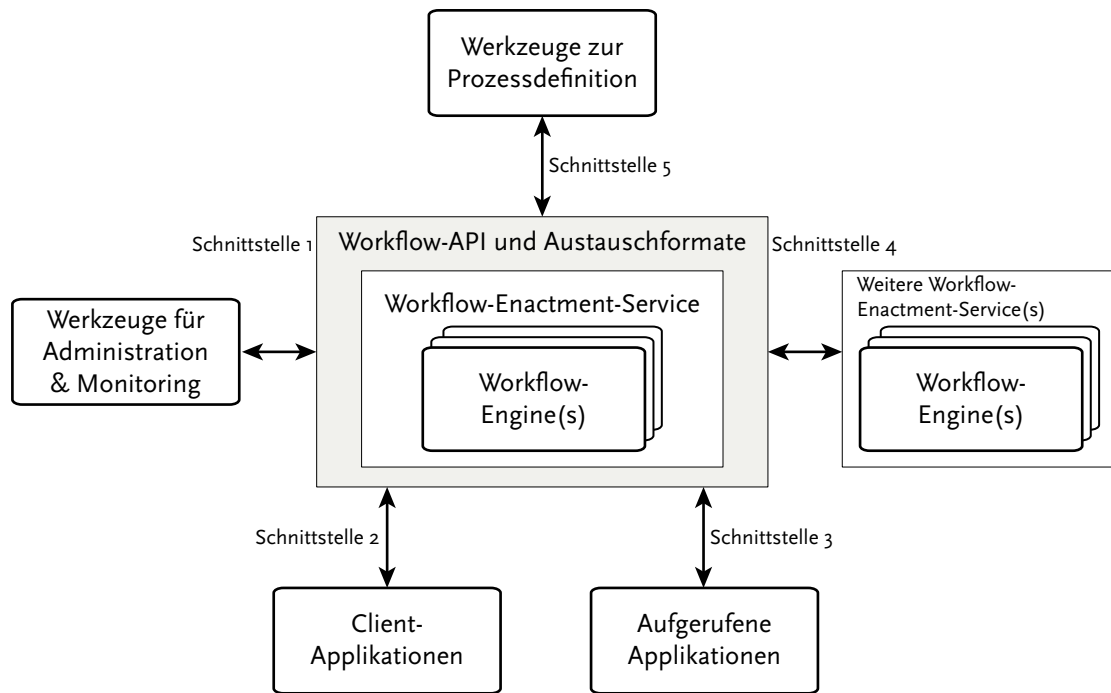 Werkzeuge zur
Prozessdefinition
Schnittstelle 5
Schnittstelle 1
Workflow-API und Austauschformate
Schnittstelle 4
Workflow-Enactment-Service
Weitere Workflow-
Enactment-Service(s)
Werkzeuge für
Administration
& Monitoring
Workflow-
Engine(s)
Workflow-
Engine(s)
Schnittstelle 2
Schnittstelle 3
Client-
Applikationen
Aufgerufene
Applikationen